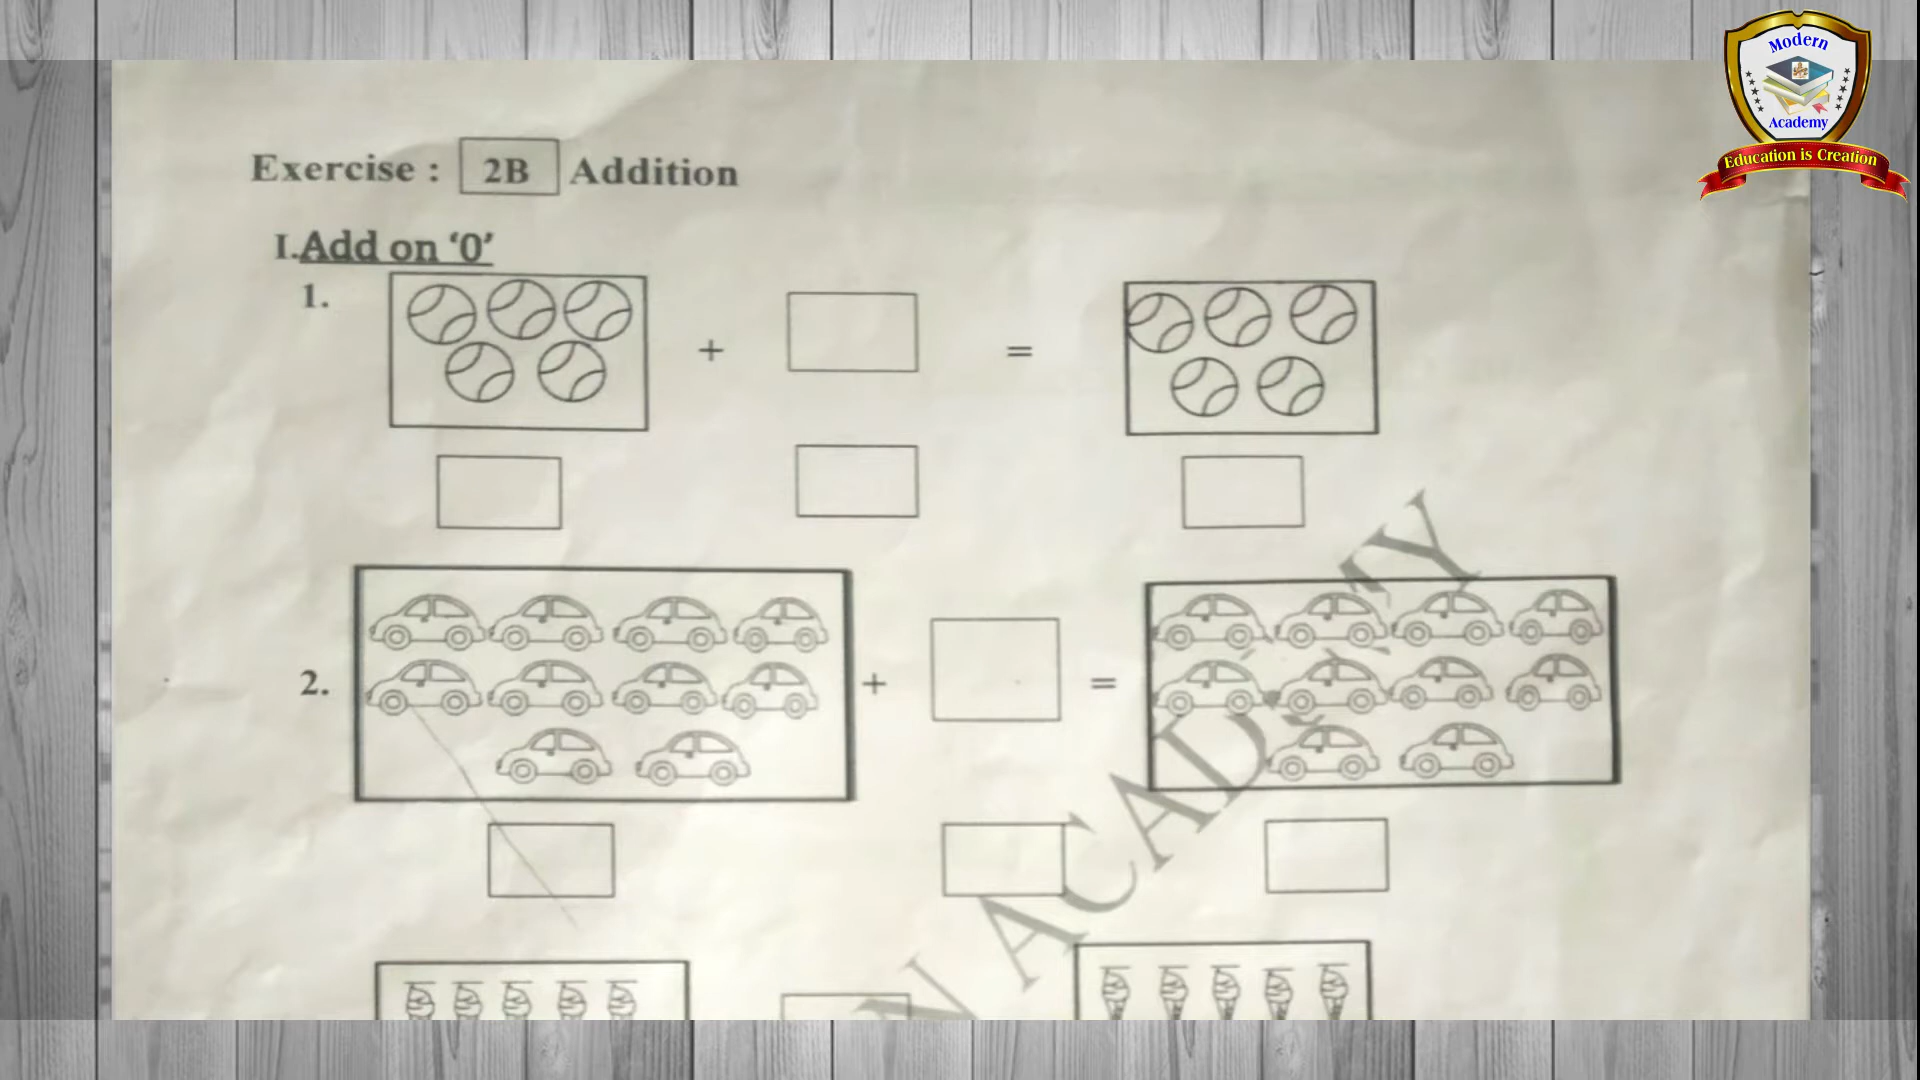 Modern
Academy
Education is Creation
Exercise : 2B Addition
I.Add on ‘0’
1.
+ =
2.
+ =